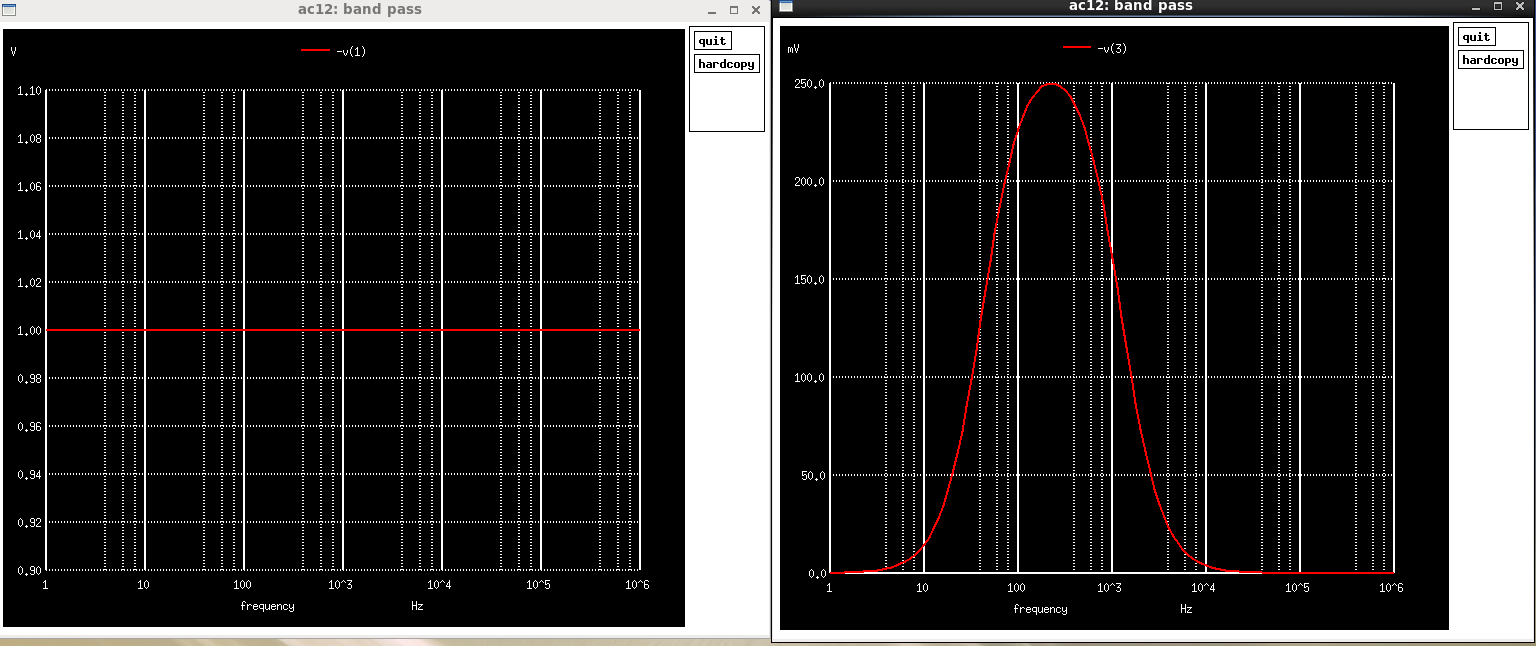 ac12: band pass
V
-v(1)
quit
hardcopy
1.10
1.08
1.06
1.04
1.02
1.00
0.98
0.96
0.94
0.92
0.90
1 10 100 10^3 10^4 10^5 10^6
frequency Hz
ac12: band pass
mV
-v(3)
quit
hardcopy
250.0
200.0
150.0
100.0
50.0
0.0
1 10 100 10^3 10^4 10^5 10^6
frequency Hz